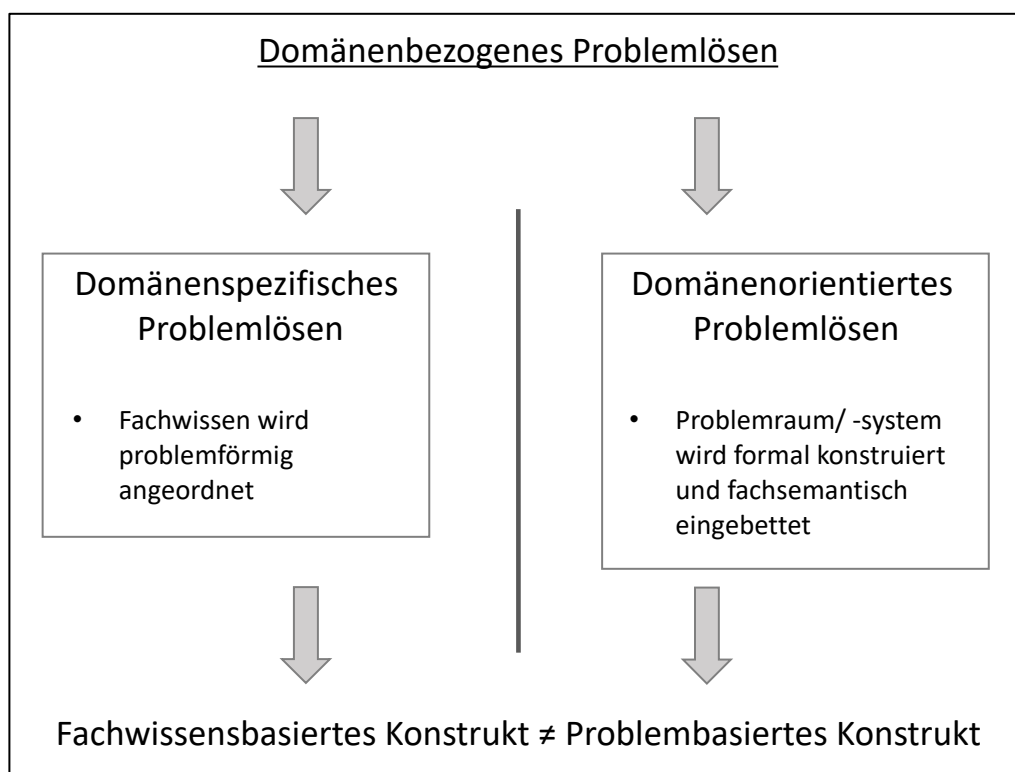 Domänenbezogenes Problemlösen
Domänenspezifisches
Problemlösen
• Fachwissen wird
problemförmig
angeordnet
Domänenorientiertes
Problemlösen
• Problemraum/ -system
wird formal konstruiert
und fachsemantisch
eingebettet
Fachwissensbasiertes Konstrukt ≠ Problembasiertes Konstrukt